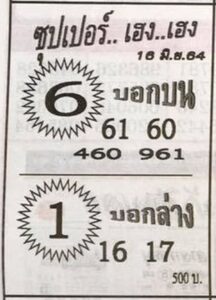 ซุปเปอร์..เฮง..เฮง
16 มิ.ย.64
6 บอกบน
61 60
460 961
1 บอกล่าง
16 17
500 บ.